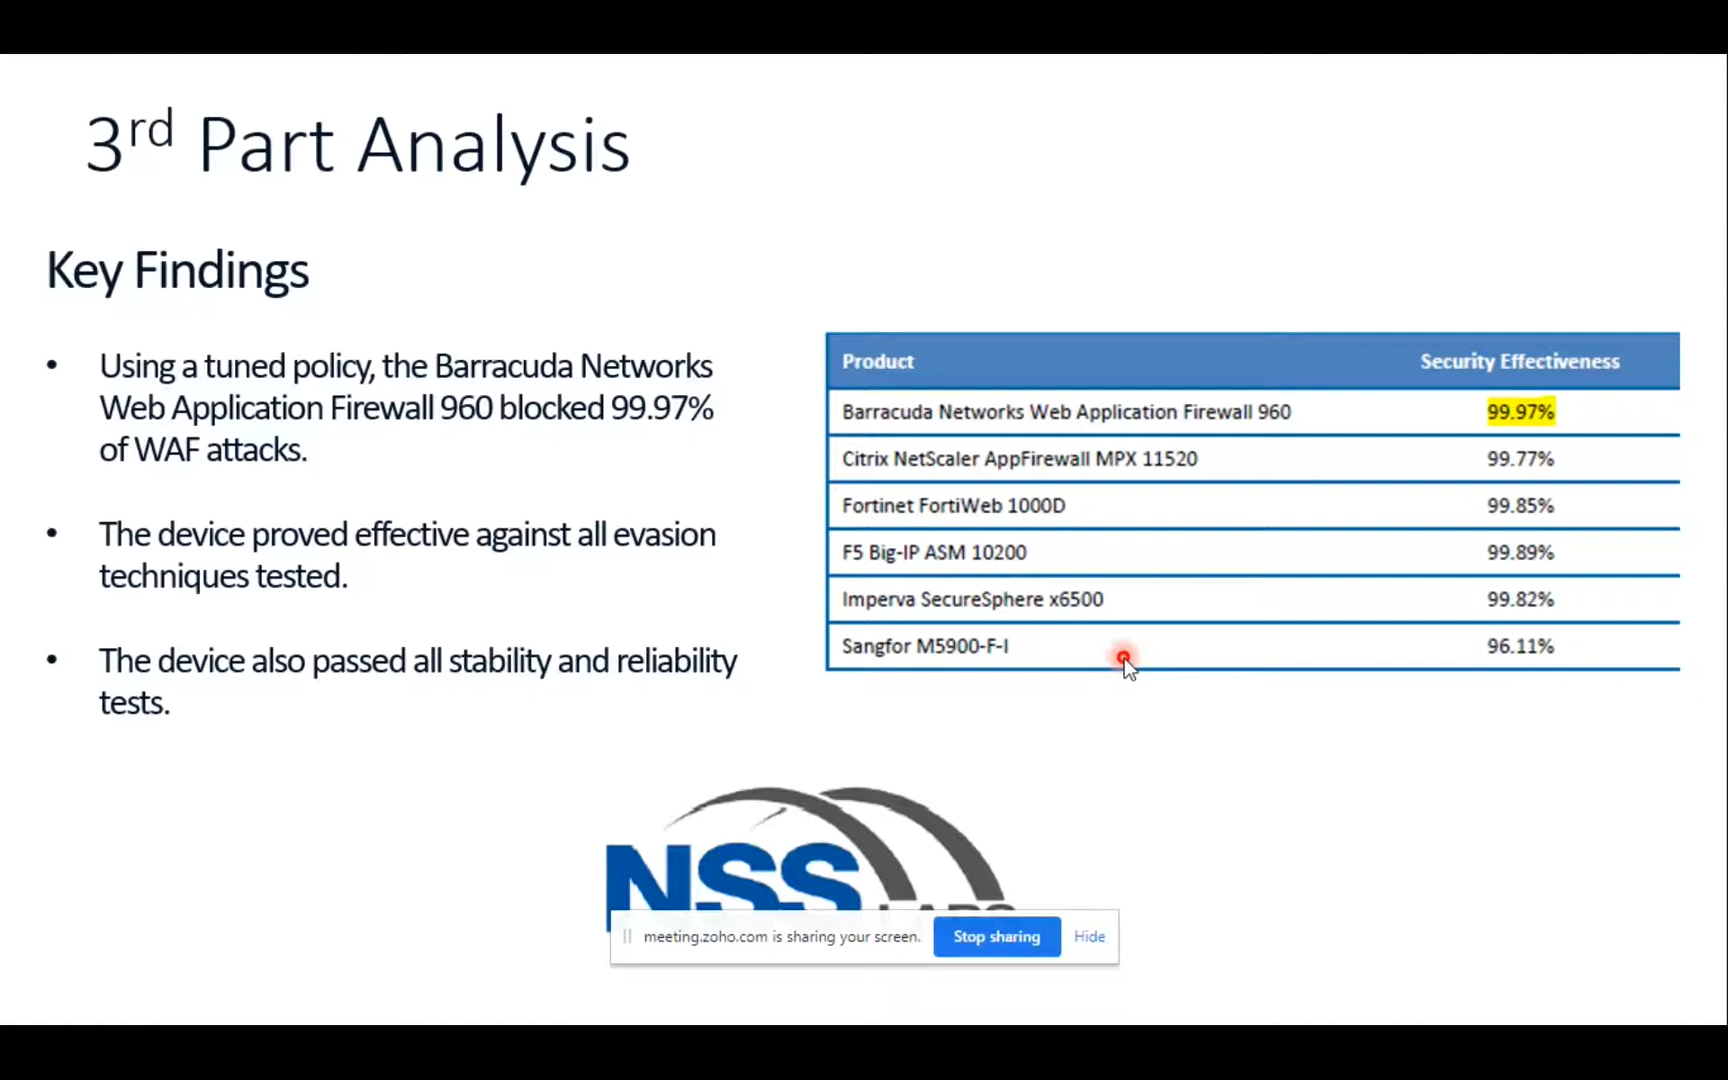 3rd Part Analysis
Key Findings
• Using a tuned policy, the Barracuda Networks
Web Application Firewall 960 blocked 99.97%
of WAF attacks.
• The device proved effective against all evasion
techniques tested.
• The device also passed all stability and reliability
tests.
Product Security Effectiveness
Barracuda Networks Web Application Firewall 960 99.97%
Citrix NetScaler AppFirewall MPX 11520 99.77%
Fortinet FortiWeb 1000D 99.85%
F5 Big-IP ASM 10200 99.89%
Imperva SecureSphere x6500 99.82%
Sangfor M5900-F-I 96.11%
NSS
meeting.zoho.com is sharing your screen. Stop sharing Hide